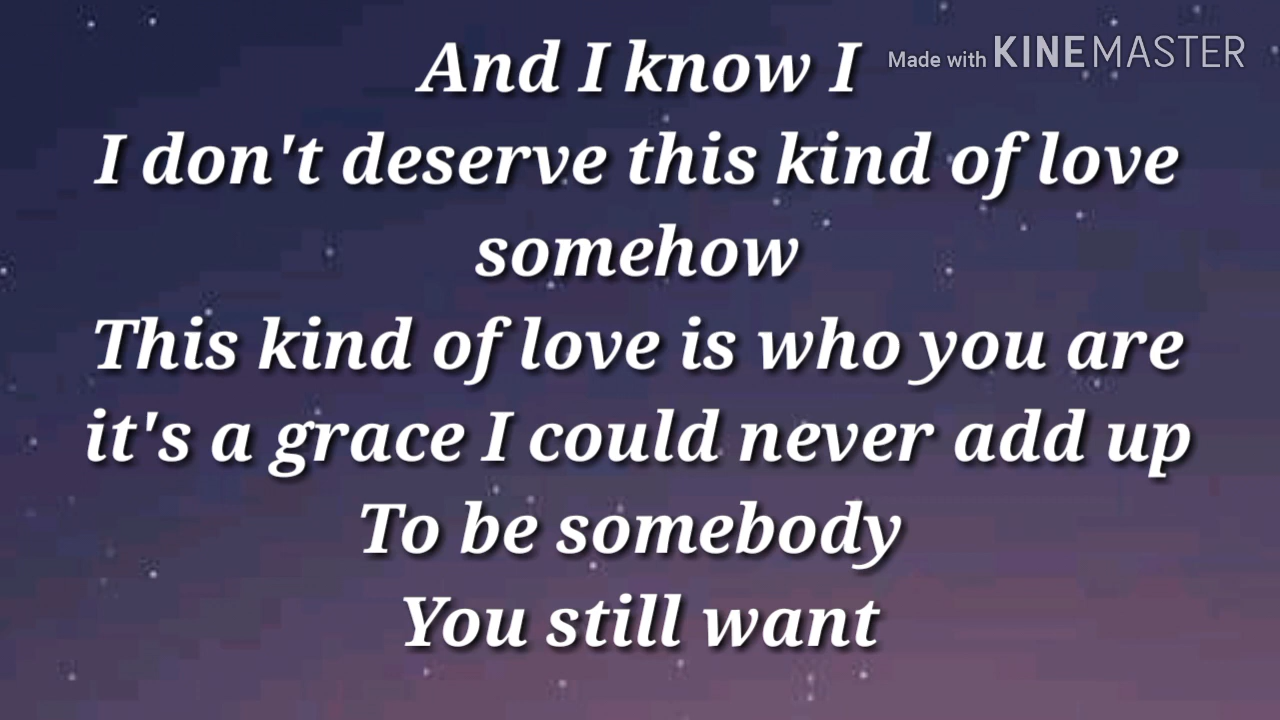 And I know I
Made with KINEMASTER
I don't deserve this kind of love
somehow
This kind of love is who you are
it's a grace I could never add up
To be somebody
You still want